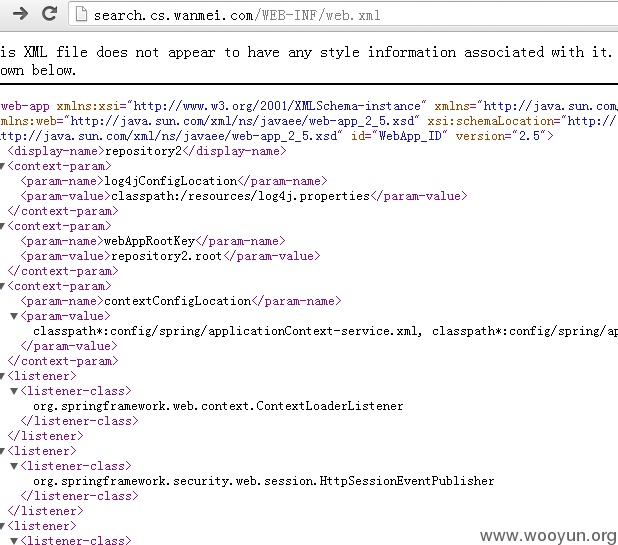 search.cs.wanmei.com/WEB-INF/web.xml
is XML file does not appear to have any style information associated with it.
own below.
web-app xmlns:xsi="http://www.w3.org/2001/XMLSchema-instance" xmlns="http://java.sun.com/
xmlns:web="http://java.sun.com/xml/ns/javaee/web-app_2_5.xsd" xsi:schemaLocation="http://
http://java.sun.com/xml/ns/javaee/web-app_2_5.xsd" id="WebApp_ID" version="2.5">
<display-name>repository2</display-name>
<context-param>
<param-name>log4jConfigLocation</param-name>
<param-value>classpath:/resources/log4j.properties</param-value>
</context-param>
<context-param>
<param-name>webAppRootKey</param-name>
<param-value>repository2.root</param-value>
</context-param>
<context-param>
<param-name>contextConfigLocation</param-name>
<param-value>
classpath*:config/spring/applicationContext-service.xml, classpath*:config/spring/ap
</param-value>
</context-param>
<listener>
<listener-class>
org.springframework.web.context.ContextLoaderListener
</listener-class>
</listener>
<listener>
<listener-class>
org.springframework.security.web.session.HttpSessionEventPublisher
</listener-class>
</listener>
<listener>
<listener-class>
www.wooyun.org